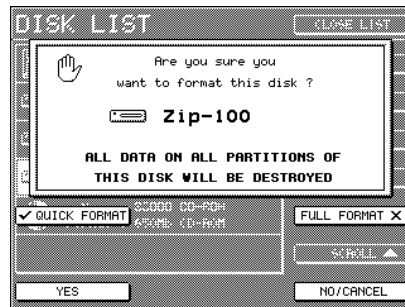 DISK LIST
CLOSE LIST
Are you sure you
want to format this disk ?
Zip-100
ALL DATA ON ALL PARTITIONS OF
THIS DISK WILL BE DESTROYED
CD-ROM
QUICK FORMAT
650Mb CD-ROM
FULL FORMAT X
SCROLL
YES
NO/CANCEL